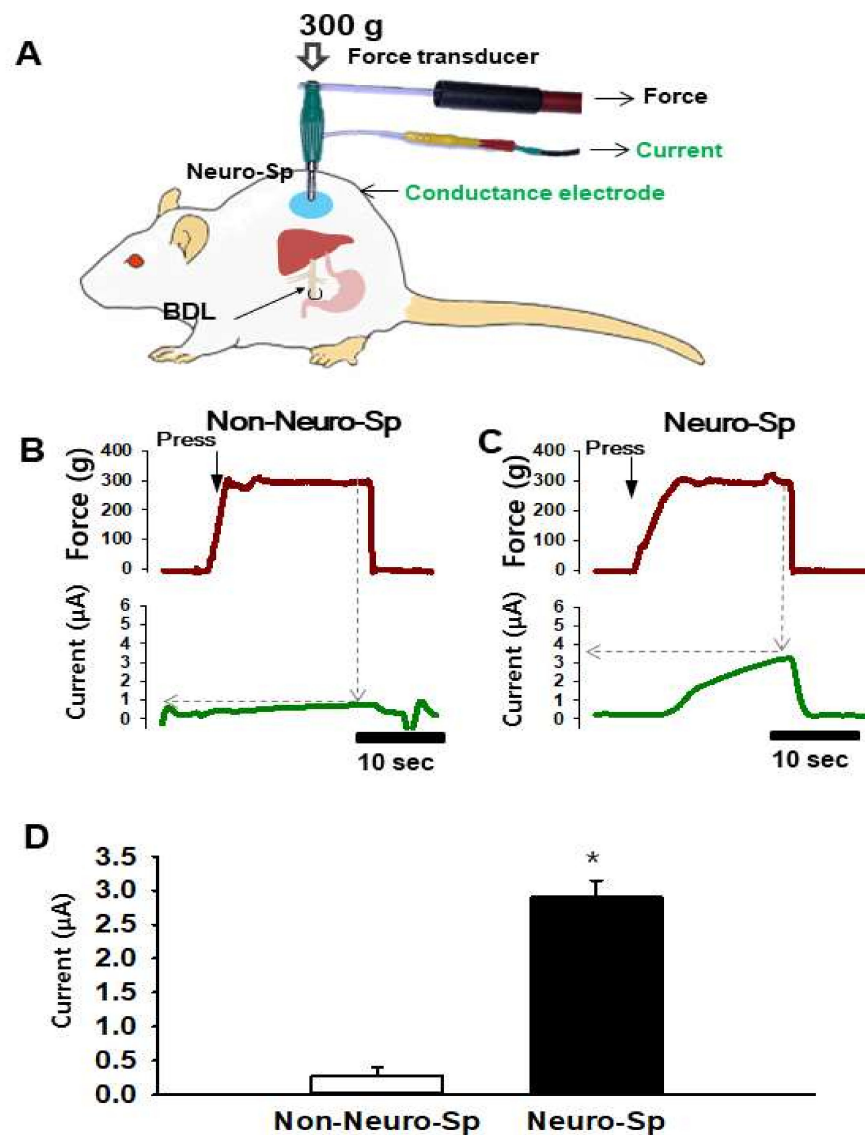 A
300 g
Force transducer
Force
Current
Neuro-Sp
Conductance electrode
BDL
B
Non-Neuro-Sp
Press
Force (g)
400
300
200
100
0
Current (µA)
6
5
4
3
2
1
0
10 sec
C
Neuro-Sp
Press
Force (g)
400
300
200
100
0
Current (µA)
6
5
4
3
2
1
0
10 sec
D
Current (µA)
3.5
3.0
2.5
2.0
1.5
1.0
0.5
0.0
*
Non-Neuro-Sp
Neuro-Sp